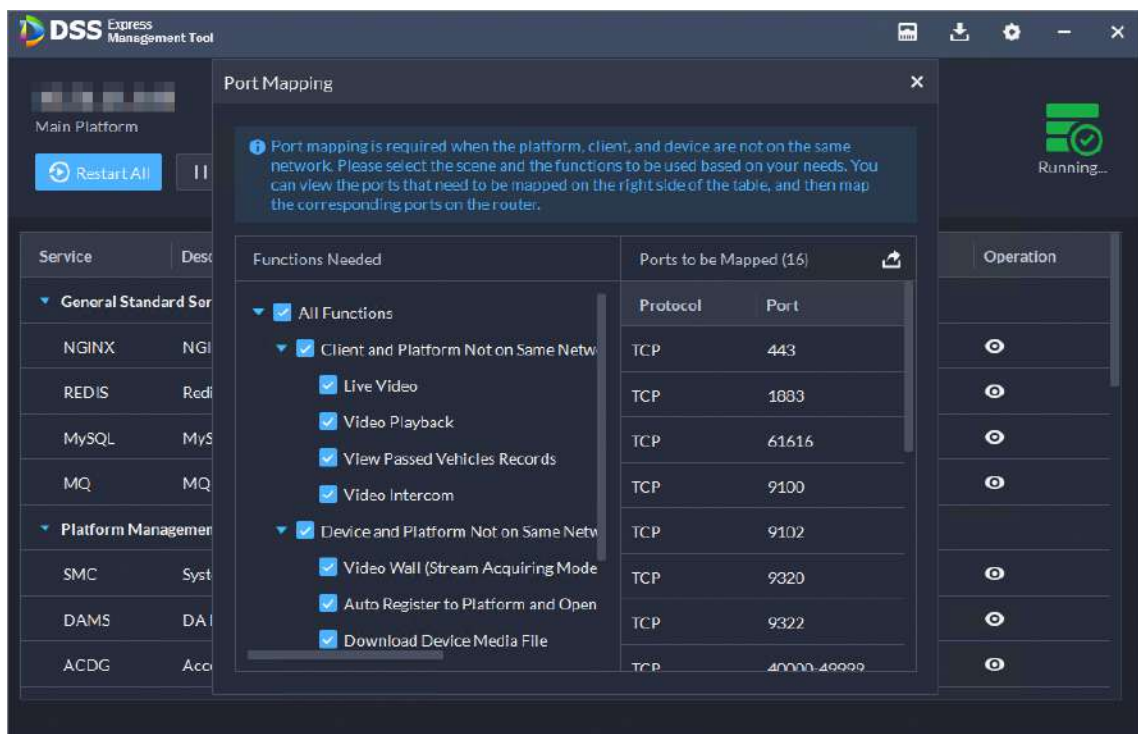 DSS Express
Management Tool
Port Mapping
Main Platform
Restart All
Running...
Port mapping is required when the platform, client, and device are not on the same
network. Please select the scene and the functions to be used based on your needs. You
can view the ports that need to be mapped on the right side of the table, and then map
the corresponding ports on the router.
Service Desc Operation
Functions Needed
Ports to be Mapped (16)
Protocol Port
General Standard Ser
All Functions
NGINX NGI
Client and Platform Not on Same Netw
TCP 443
REDIS Redi
Live Video
TCP 1883
MySQL MyS
Video Playback
TCP 61616
View Passed Vehicles Records
MQ MQ
Video Intercom
TCP 9100
Platform Managemen
Device and Platform Not on Same Netw
TCP 9102
SMC Syst
Video Wall (Stream Acquiring Mode
TCP 9320
Auto Register to Platform and Open
DAMS DA
TCP 9322
Download Device Media File
ACDG Acco
TCP 40000-49999